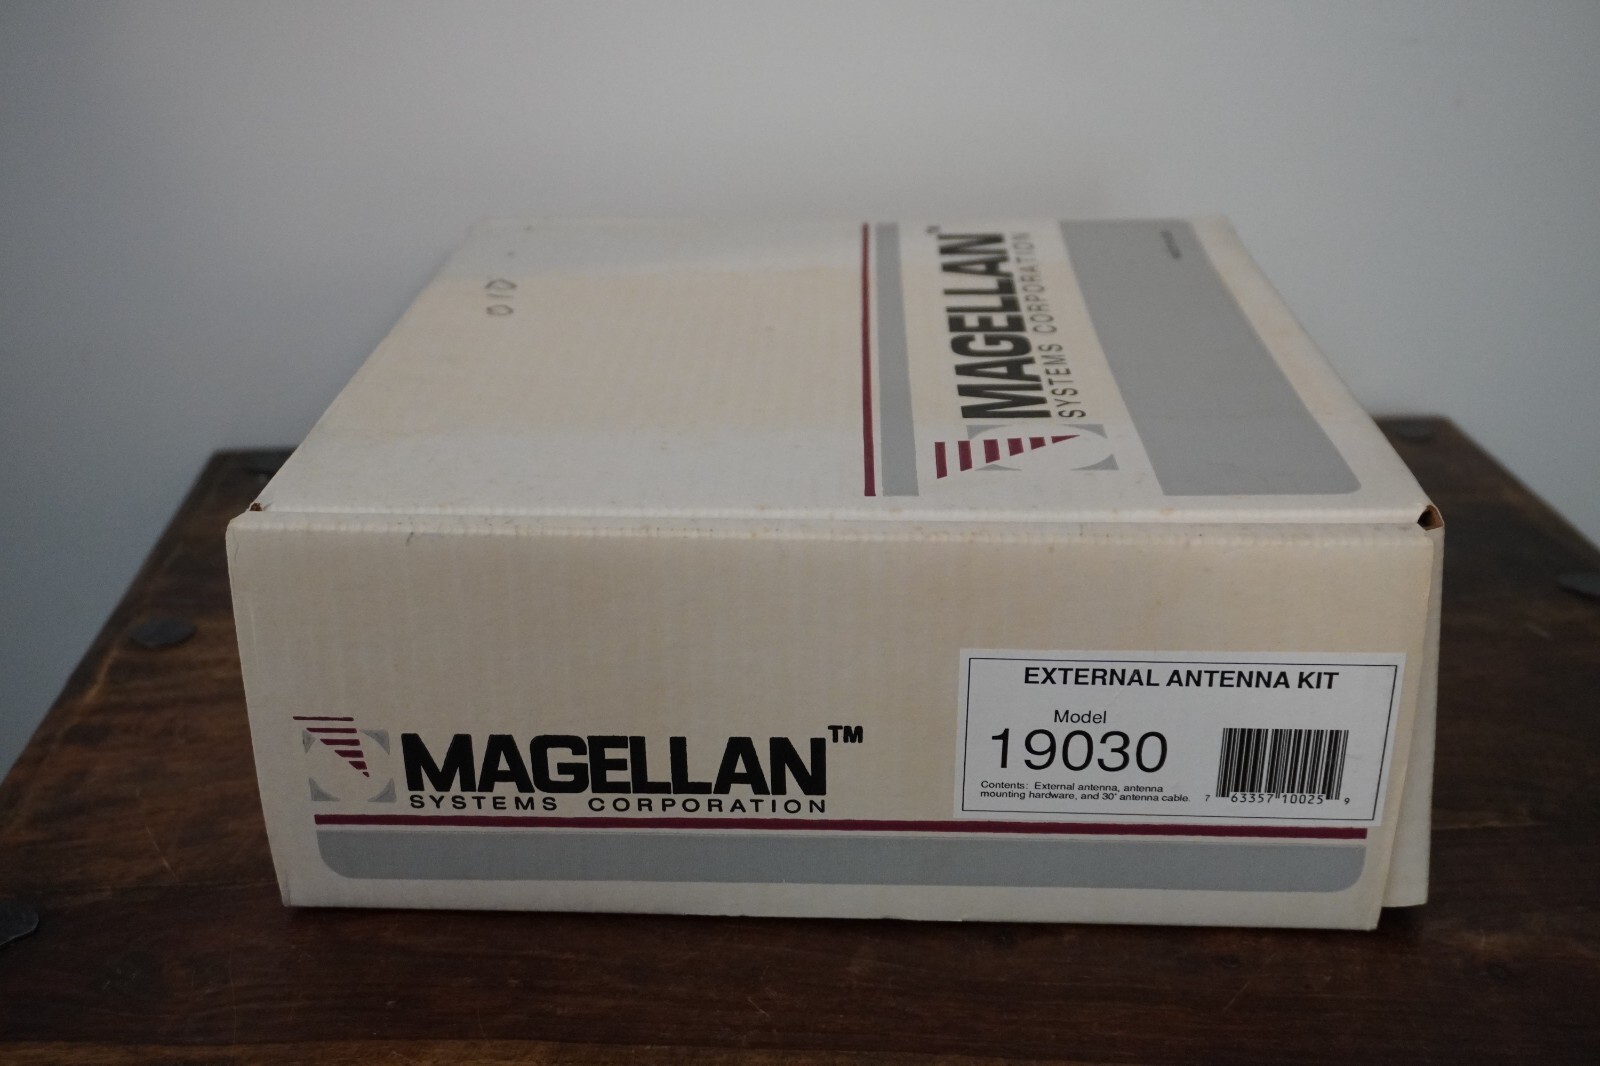 010
MAGELLAN™
SYSTEMS CORPORATION
MAGELLAN™
SYSTEMS CORPORATION
EXTERNAL ANTENNA KIT
Model
19030
Contents: External antenna, antenna
mounting hardware, and 30' antenna cable.
7 63357 10025 9